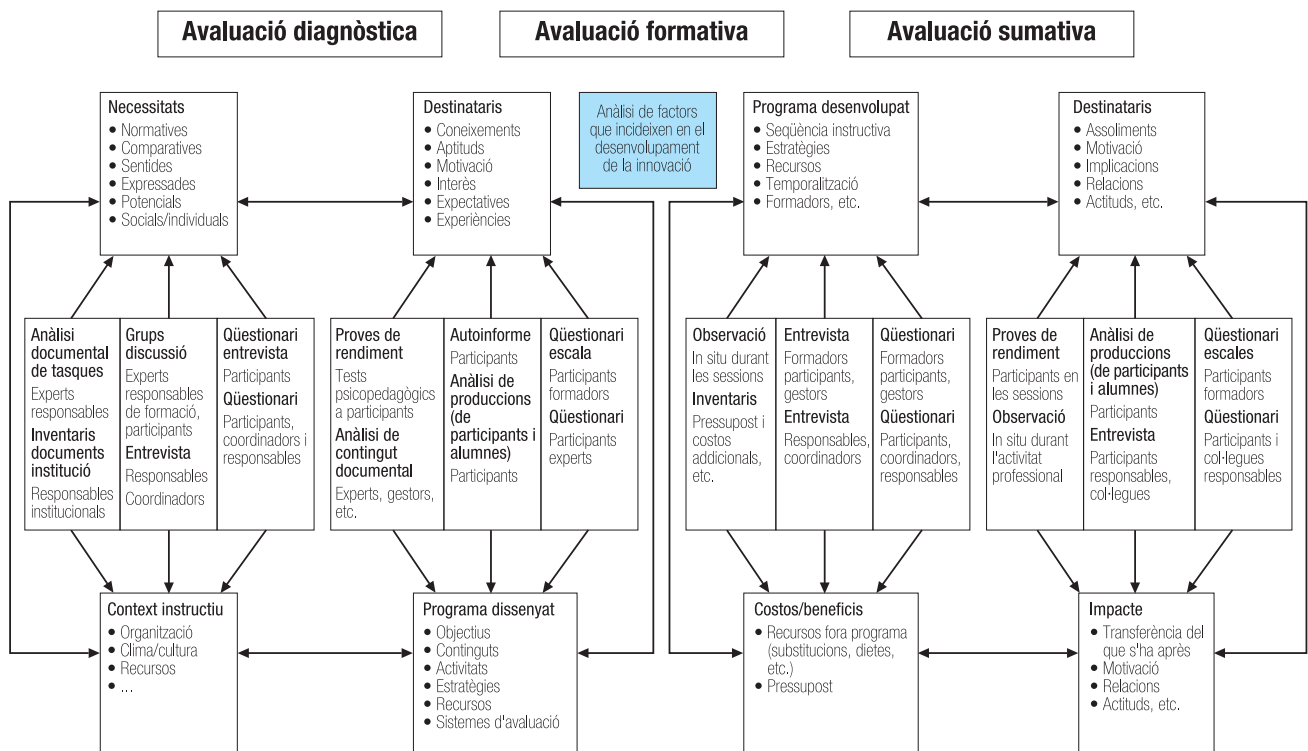 Avaluació diagnòstica
Avaluació formativa
Avaluació sumativa
Necessitats
• Normatives
• Comparatives
• Sentides
• Expressades
• Potencials
• Socials/individuals
Destinataris
• Coneixements
• Aptituds
• Motivació
• Interès
• Expectatives
• Experiències
Anàlisi de factors
que incideixen en el
desenvolupament
de la innovació
Programa desenvolupat
• Seqüència instructiva
• Estratègies
• Recursos
• Temporalització
• Formadors, etc.
Destinataris
• Assoliments
• Motivació
• Implicacions
• Relacions
• Actituds, etc.
Anàlisi
documental
de tasques
Experts
responsables
Inventaris
documents
institució
Responsables
institucionals
Grups
discussió
Experts
responsables
de formació,
participants
Entrevista
Responsables
Coordinadors
Qüestionari
entrevista
Participants
Qüestionari
Participants,
coordinadors i
responsables
Proves de
rendiment
Tests
psicopedagògics
a participants
Anàlisi de
contingut
documental
Experts, gestors,
etc.
Autoinforme
Participants
Anàlisi de
produccions
(de
participants i
alumnes)
Participants
Qüestionari
escala
Participants
formadors
Qüestionari
Participants
experts
Observació
In situ durant
les sessions
Inventaris
Pressupost i
costos
addicionals,
etc.
Entrevista
Formadors
participants,
gestors
Entrevista
Responsables,
coordinadors
Qüestionari
Formadors
participants,
gestors
Qüestionari
Participants,
coordinadors,
responsables
Proves de
rendiment
Participants en
les sessions
Observació
In situ durant
l'activitat
professional
Anàlisi de
produccions
(de participants
i alumnes)
Participants
Entrevista
Participants
responsables,
col·legues
Qüestionari
escales
Participants
formadors
Qüestionari
Participants i
col·legues
responsables
Context instructiu
• Organització
• Clima/cultura
• Recursos
• ...
Programa dissenyat
• Objectius
• Continguts
• Activitats
• Estratègies
• Recursos
• Sistemes d'avaluació
Costos/beneficis
• Recursos fora programa
(substitucions, dietes,
etc.)
• Pressupost
Impacte
• Transferència del
que s'ha après
• Motivació
• Relacions
• Actituds, etc.